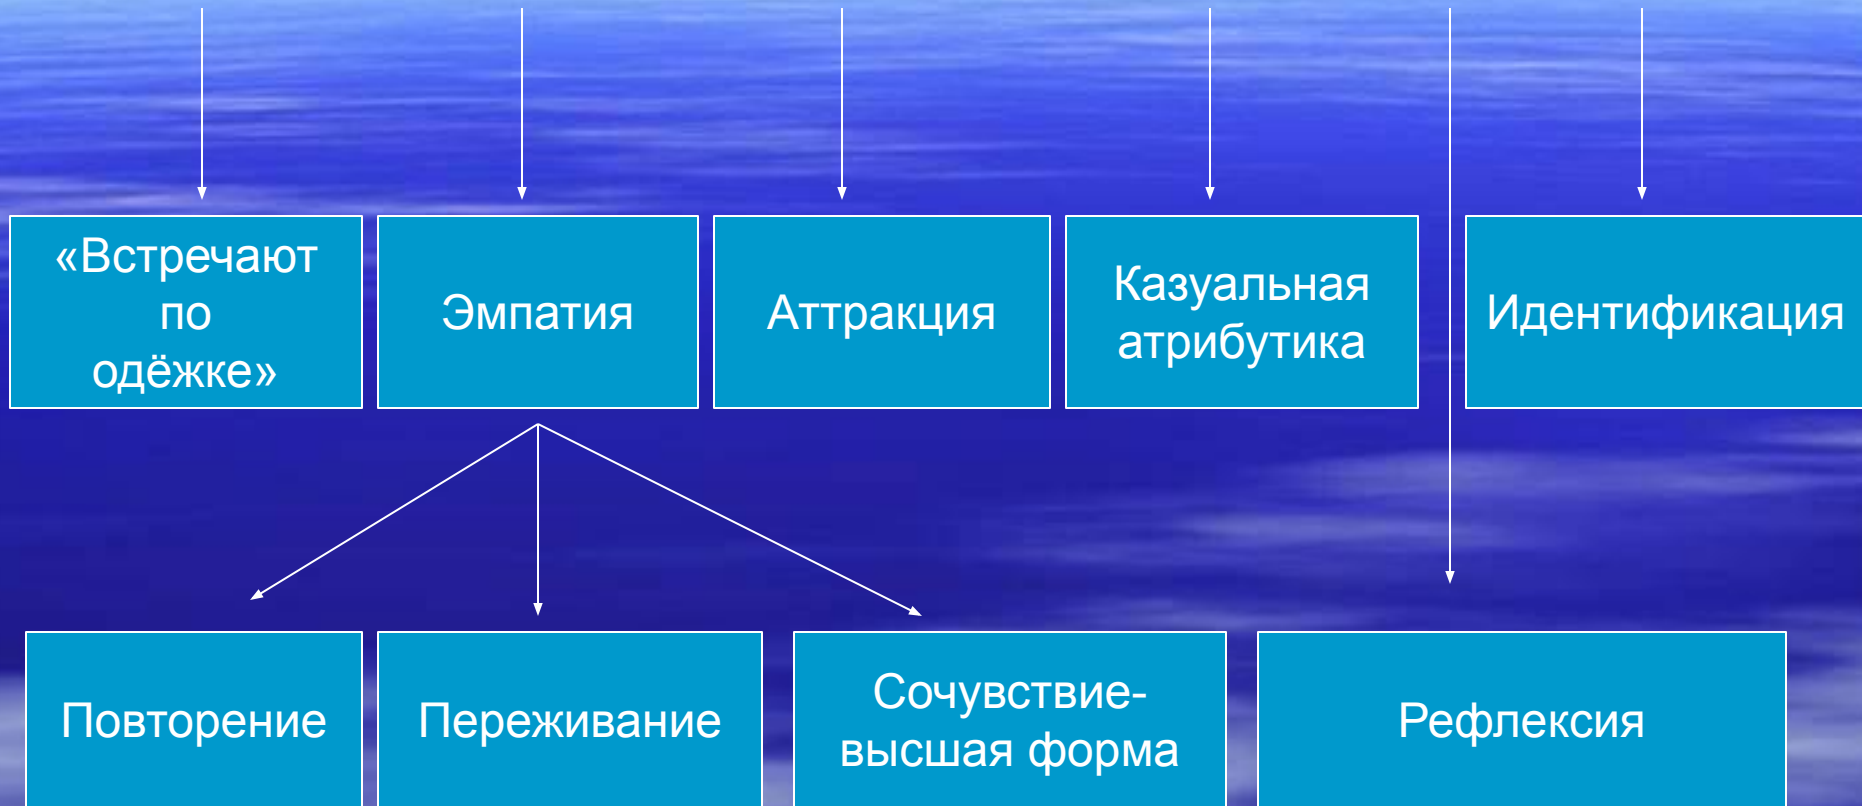 «Встречают
по
одёжке»
Эмпатия
Аттракция
Казуальная
атрибутика
Идентификация
Повторение
Переживание
Сочувствие-
высшая форма
Рефлексия